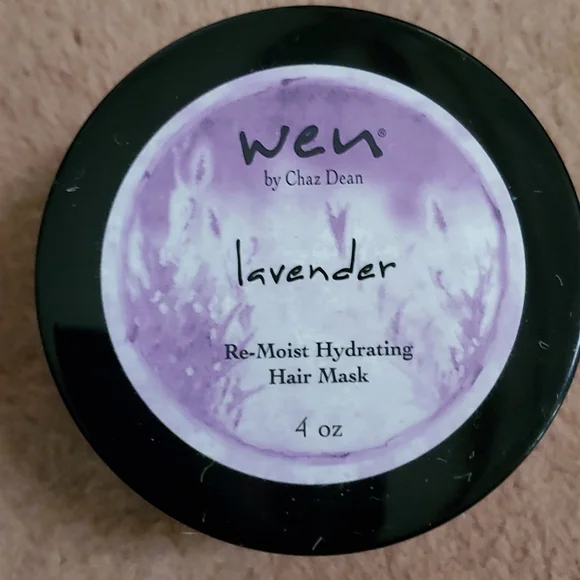 wen®
by Chaz Dean
lavender
Re-Moist Hydrating
Hair Mask
4 oz